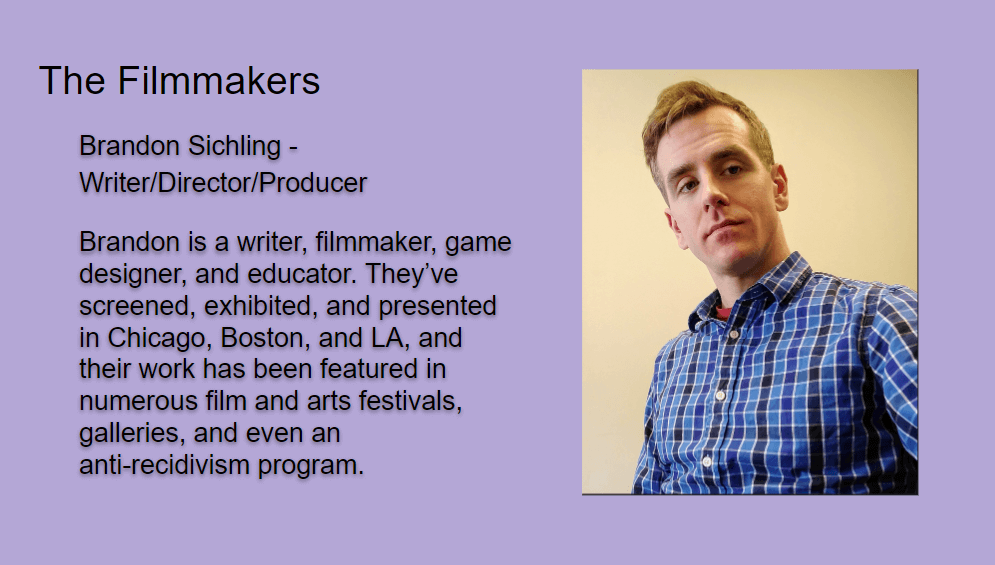 The Filmmakers
Brandon Sichling -
Writer/Director/Producer
Brandon is a writer, filmmaker, game
designer, and educator. They’ve
screened, exhibited, and presented
in Chicago, Boston, and LA, and
their work has been featured in
numerous film and arts festivals,
galleries, and even an
anti-recidivism program.